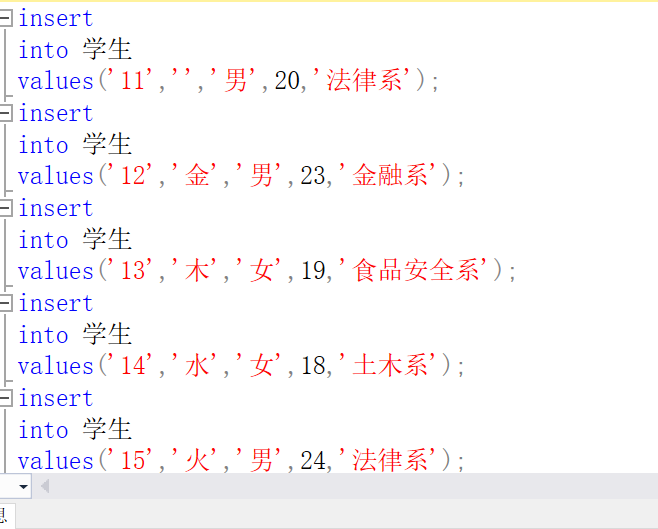 insert
into 学生
values('11','','男',20,'法律系');
insert
into 学生
values('12','金','男',23,'金融系');
insert
into 学生
values('13','木','女',19,'食品安全系');
insert
into 学生
values('14','水','女',18,'土木系');
insert
into 学生
values('15','火','男',24,'法律系');